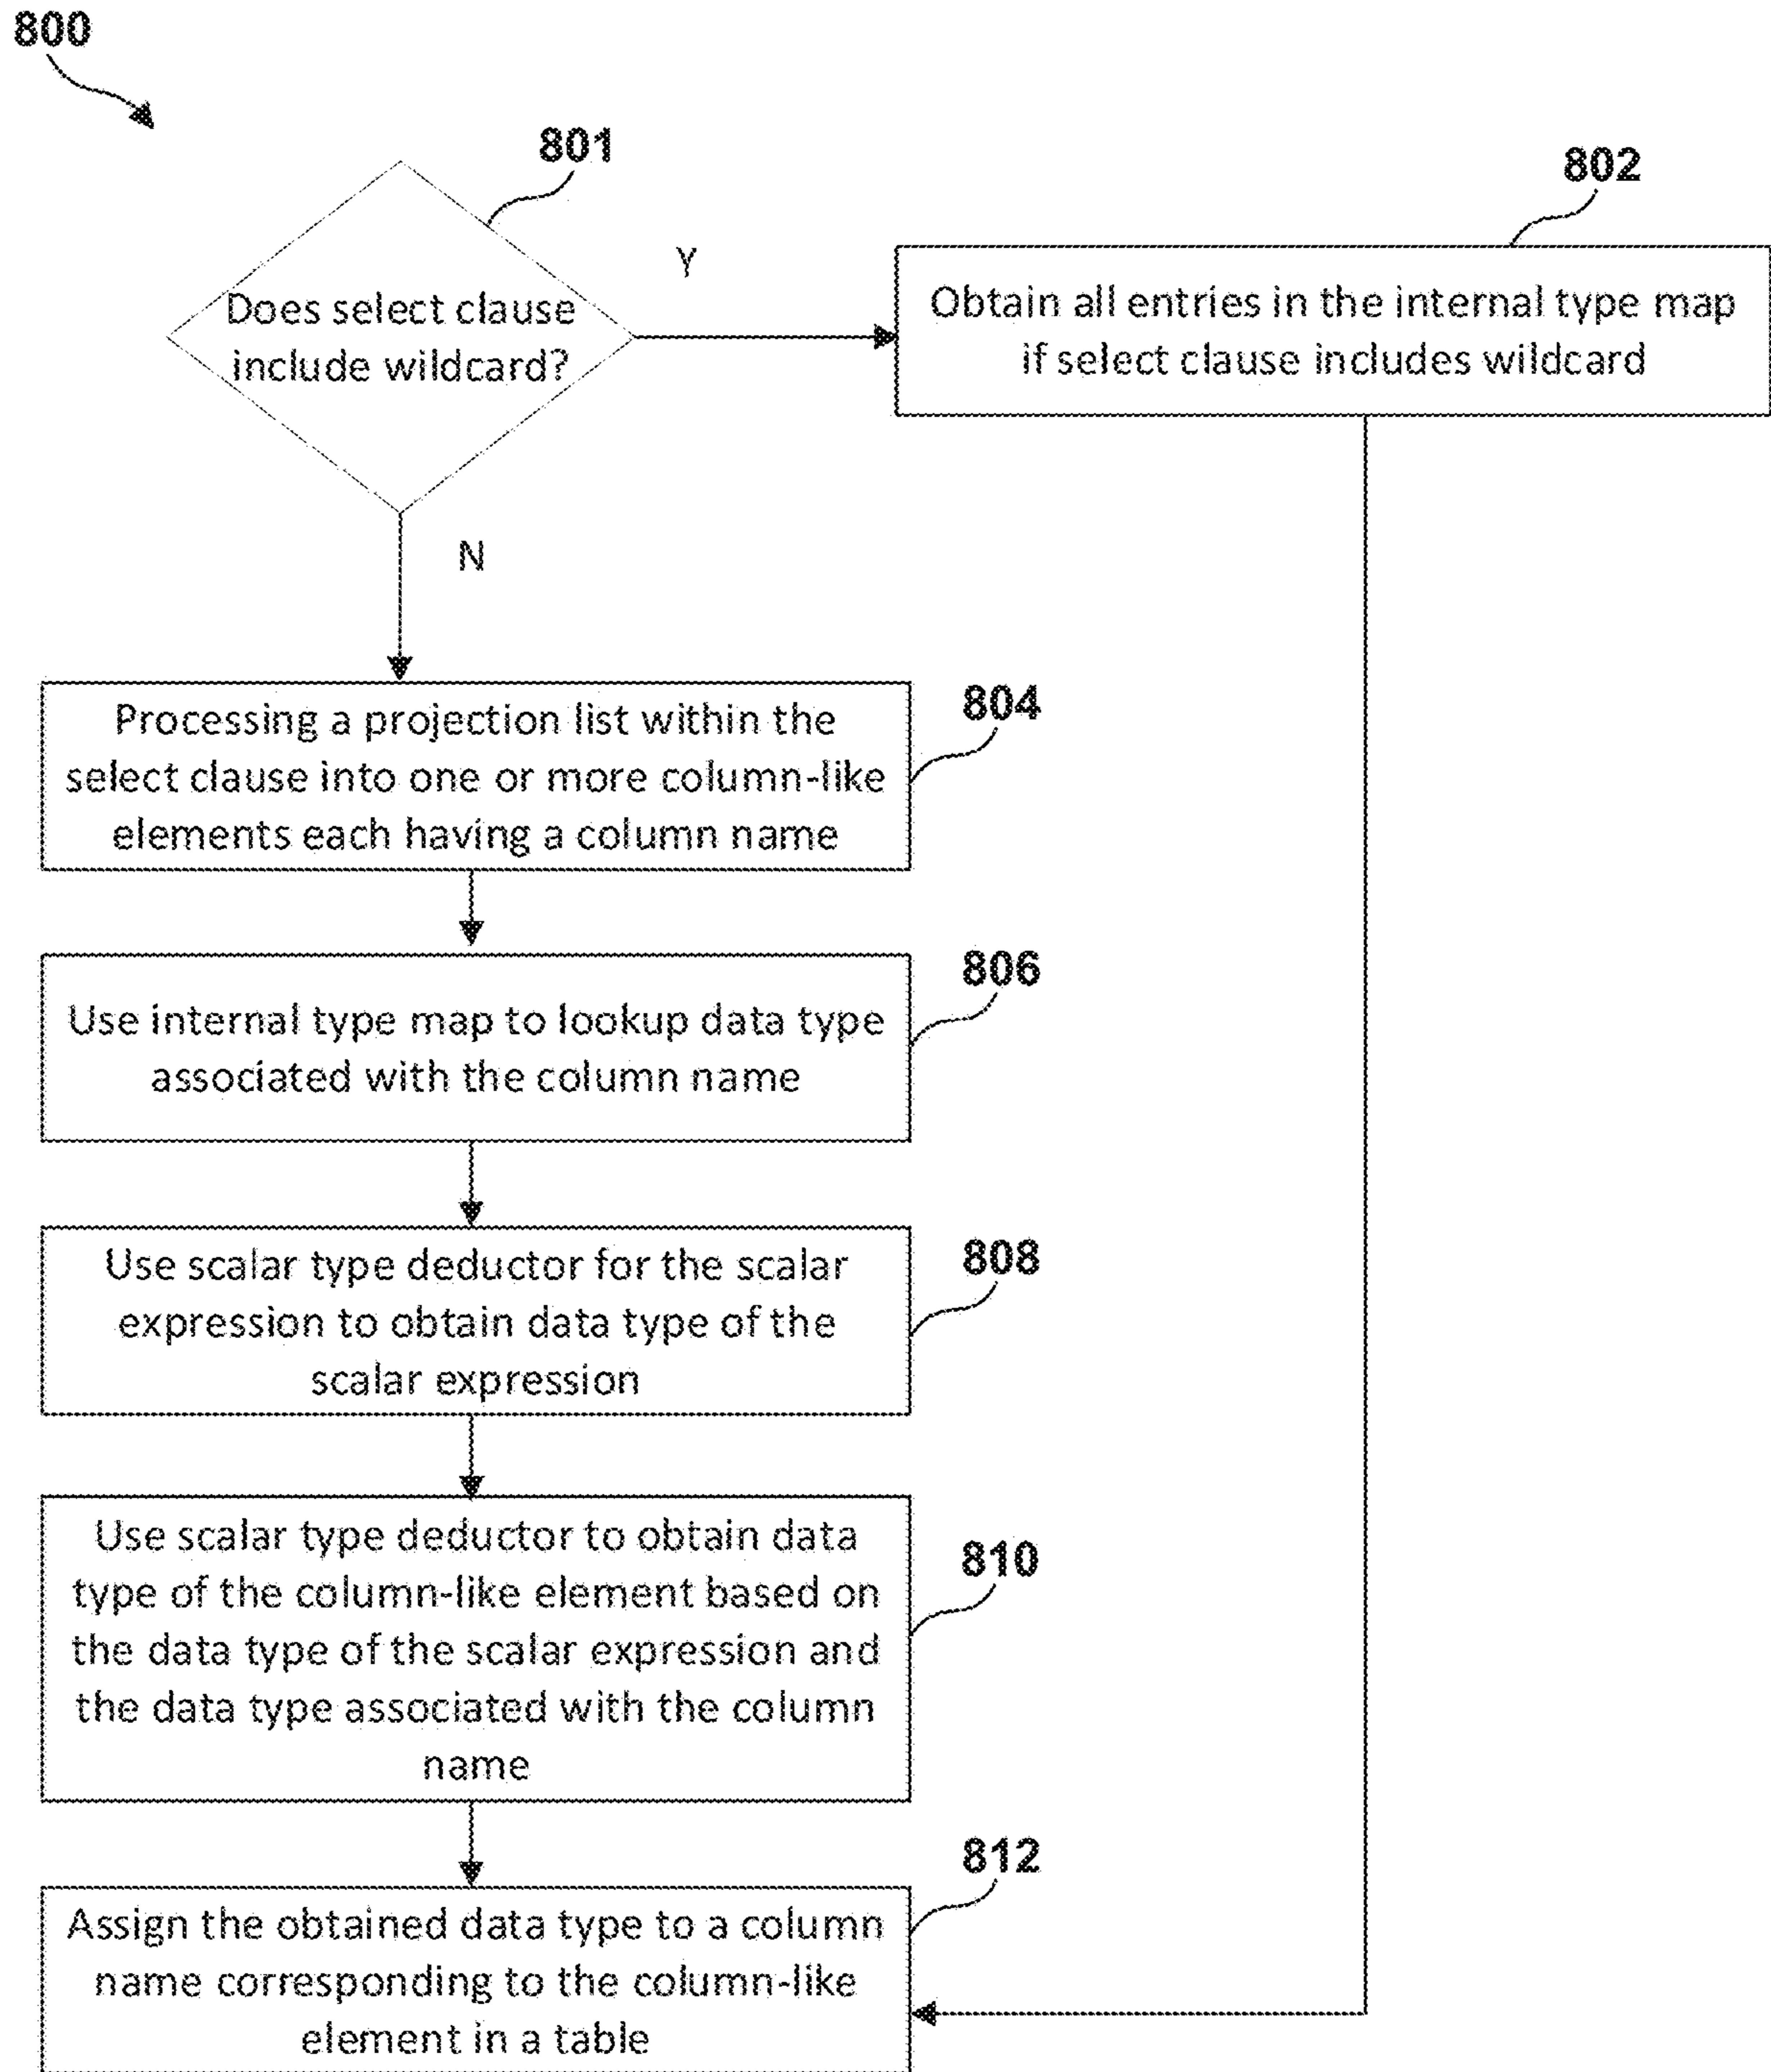 800
801
802
Y
Does select clause
include wildcard?
Obtain all entries in the internal type map
if select clause includes wildcard
N
804
Processing a projection list within the
select clause into one or more column-like
elements each having a column name
806
Use internal type map to lookup data type
associated with the column name
808
Use scalar type deductor for the scalar
expression to obtain data type of the
scalar expression
810
Use scalar type deductor to obtain data
type of the column-like element based on
the data type of the scalar expression and
the data type associated with the column
name
812
Assign the obtained data type to a column
name corresponding to the column-like
element in a table